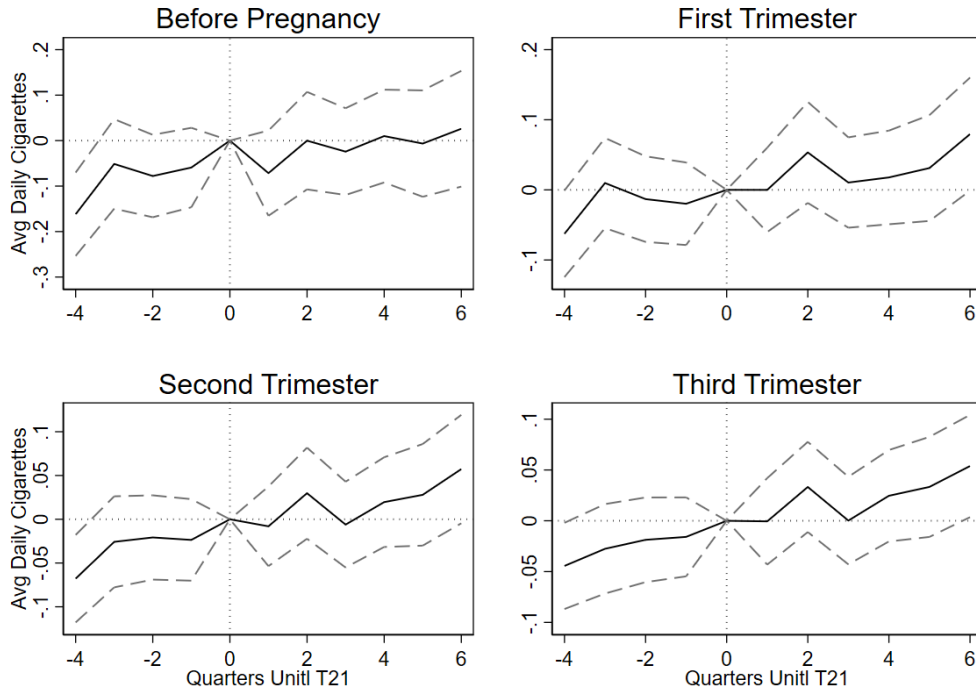 Before Pregnancy
Avg Daily Cigarettes
.2
.1
0
-.1
-.2
-.3
-4 -2 0 2 4 6
First Trimester
.2
.1
0
-.1
-4 -2 0 2 4 6
Second Trimester
Avg Daily Cigarettes
.1
.05
0
-.05
-.1
-4 -2 0 2 4 6
Quarters Unitl T21
Third Trimester
.1
.05
0
-.05
-.1
-4 -2 0 2 4 6
Quarters Unitl T21